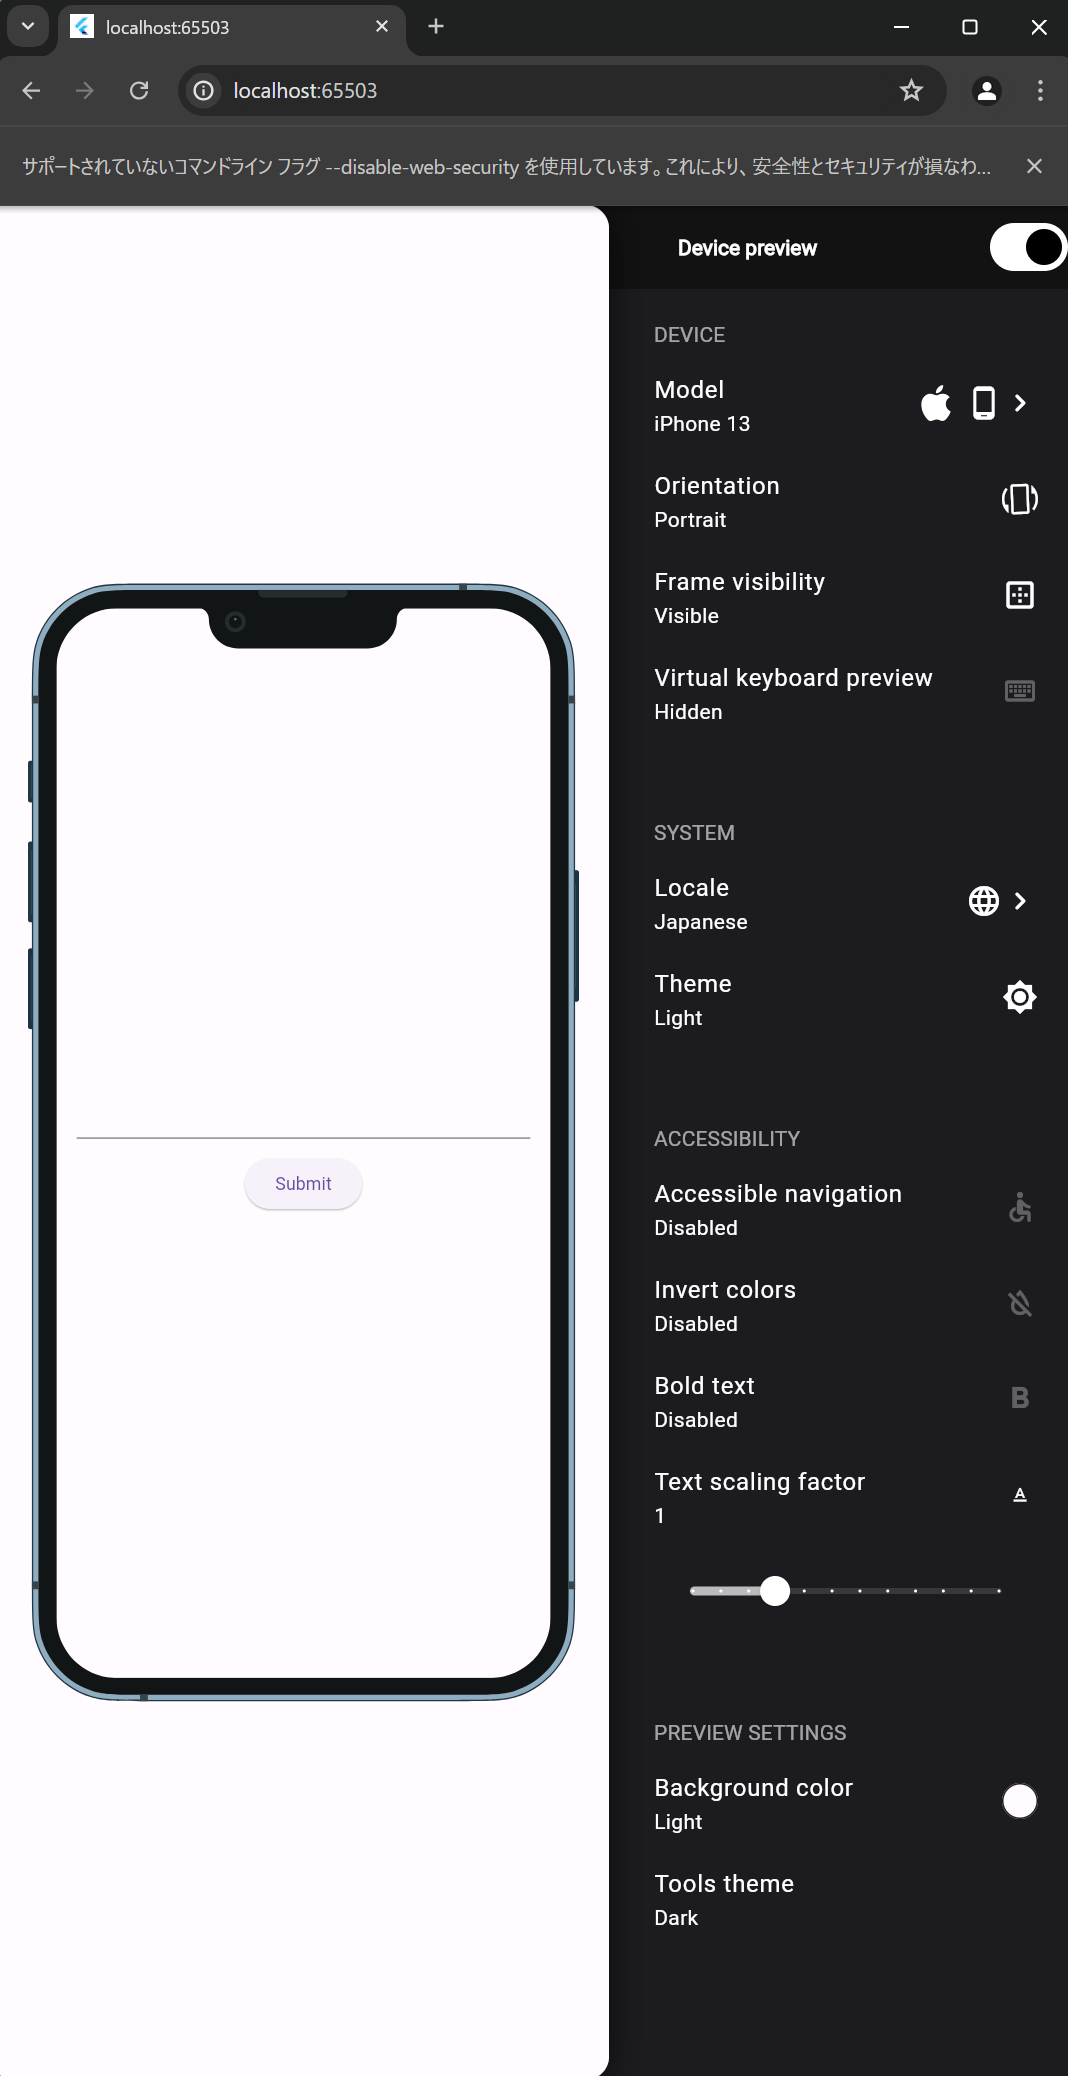 localhost:65503
localhost:65503
サポートされていないコマンドライン フラグ --disable-web-security を使用しています。これにより、安全性とセキュリティが損なわ...
Device preview
DEVICE
Model
iPhone 13
Orientation
Portrait
Frame visibility
Visible
Virtual keyboard preview
Hidden
SYSTEM
Locale
Japanese
Theme
Light
Submit
ACCESSIBILITY
Accessible navigation
Disabled
Invert colors
Disabled
Bold text
Disabled
B
Text scaling factor
1
A
PREVIEW SETTINGS
Background color
Light
Tools theme
Dark